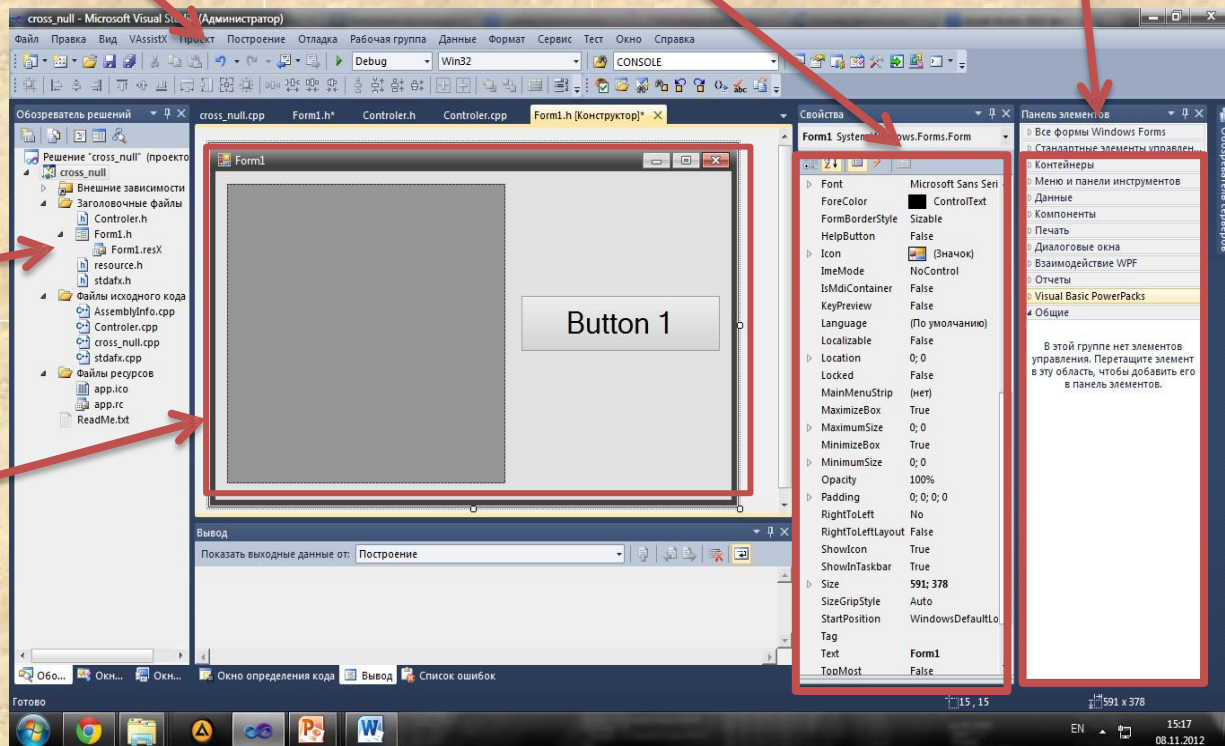 cross_null - Microsoft Visual Studio (Администратор)
Файл Правка Вид VAssistX Проект Построение Отладка Рабочая группа Данные Формат Сервис Тест Окно Справка
Debug Win32 CONSOLE
Обозреватель решений
Решение "cross_null" (проекто
cross_null
Внешние зависимости
Заголовочные файлы
Controler.h
Form1.h
Form1.resX
resource.h
stdafx.h
Файлы исходного кода
AssemblyInfo.cpp
Controler.cpp
cross_null.cpp
stdafx.cpp
Файлы ресурсов
app.ico
app.rc
ReadMe.txt
Обо... Окн... Окн...
cross_null.cpp Form1.h* Controler.h Controler.cpp Form1.h [Конструктор]*
Form1
Button 1
Вывод
Показать выходные данные от: Построение
Окно определения кода Вывод Список ошибок
Свойства
Form1 System.Windows.Forms.Form
Font Microsoft Sans Seri
ForeColor ControlText
FormBorderStyle Sizable
HelpButton False
Icon (Значок)
ImeMode NoControl
IsMdiContainer False
KeyPreview False
Language (По умолчанию)
Localizable False
Location 0; 0
Locked False
MainMenuStrip (нет)
MaximizeBox True
MaximumSize 0; 0
MinimizeBox True
MinimumSize 0; 0
Opacity 100%
Padding 0; 0; 0; 0
RightToLeft No
RightToLeftLayout False
ShowIcon True
ShowInTaskbar True
Size 591; 378
SizeGripStyle Auto
StartPosition WindowsDefaultLo
Tag
Text Form1
TopMost False
Панель элементов
Все формы Windows Forms
Стандартные элементы управлен...
Контейнеры
Меню и панели инструментов
Данные
Компоненты
Печать
Диалоговые окна
Взаимодействие WPF
Отчеты
Visual Basic PowerPacks
Общие
В этой группе нет элементов
управления. Перетащите элемент
в эту область, чтобы добавить его
в панель элементов.
Готово
15 , 15
591 x 378
EN
15:17
08.11.2012